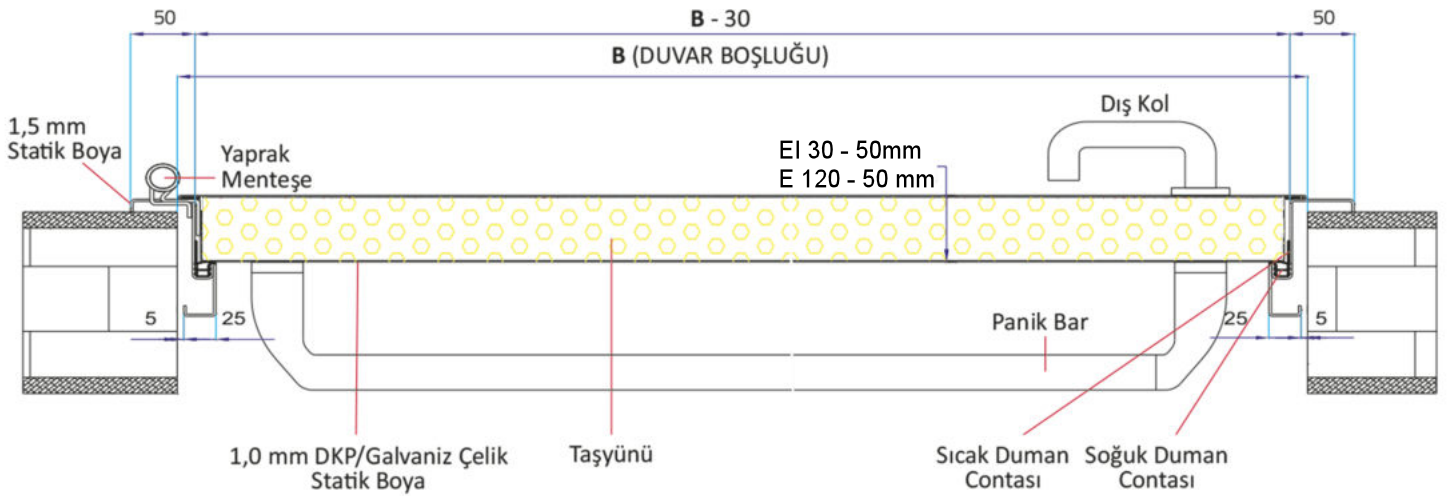 50
B - 30
50
B (DUVAR BOŞLUĞU)
Dış Kol
1,5 mm
Statik Boya
Yaprak
Menteşe
EI 30 - 50mm
E 120 - 50 mm
5
25
Panik Bar
25
5
1,0 mm DKP/Galvaniz Çelik
Statik Boya
Taşyünü
Sıcak Duman
Contası
Soğuk Duman
Contası